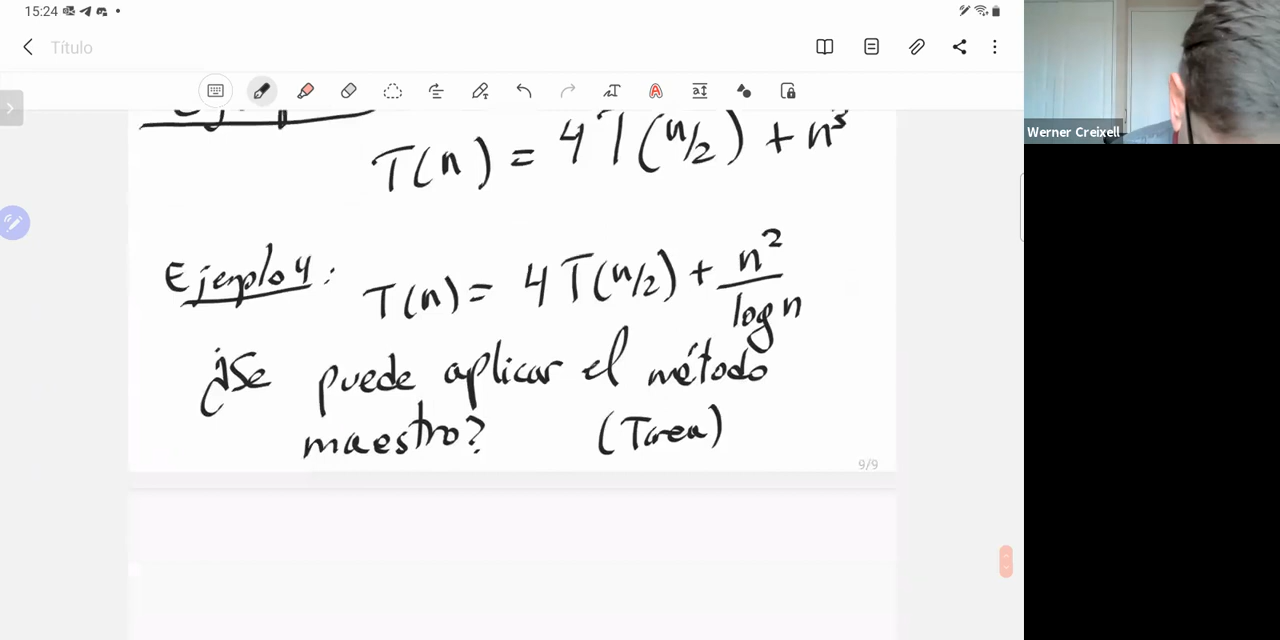 15:24
Título
Werner Creixell
T(n) = 4T(n/2) + n³
Ejemplo 4: T(n) = 4T(n/2) + n²/log n
¿Se puede aplicar el método
maestro? (Tarea)
9/9